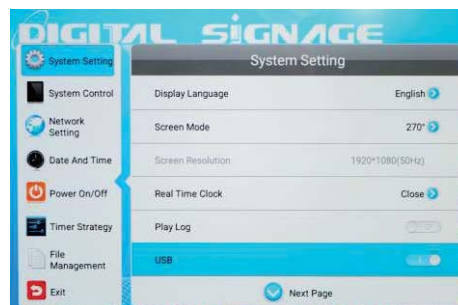 DIGITAL SIGNAGE
System Setting
System Setting
System Control
Display Language
English
Network
Setting
Screen Mode
270°
Date And Time
Screen Resolution
1920*1080(50Hz)
Power On/Off
Real Time Clock
Close
Timer Strategy
Play Log
File
Management
USB
Exit
Next Page